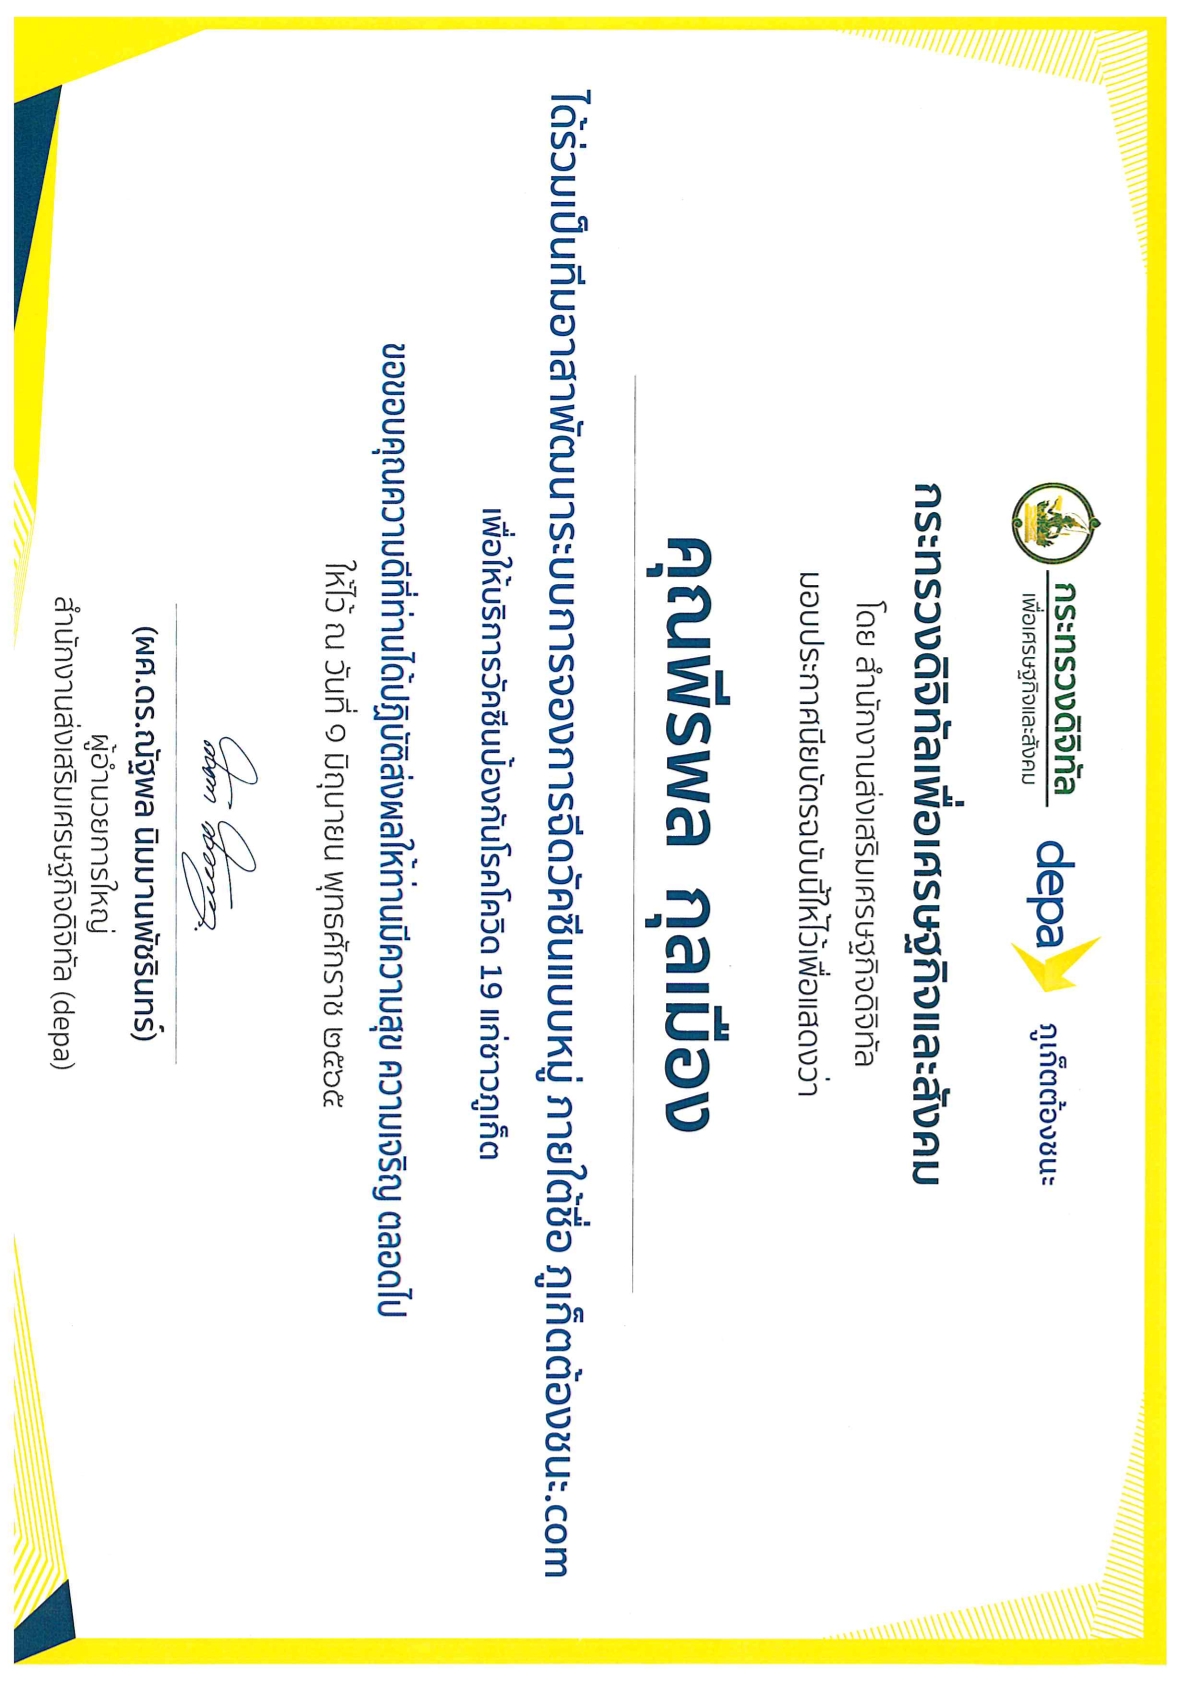 กระทรวงดิจิทัล
เพื่อเศรษฐกิจและสังคม
depa
ภูเก็ตต้องชนะ
กระทรวงดิจิทัลเพื่อเศรษฐกิจและสังคม
โดย สำนักงานส่งเสริมเศรษฐกิจดิจิทัล
มอบประกาศนียบัตรฉบับนี้ให้ไว้เพื่อแสดงว่า
คุณพีรพล กุลเมือง
ได้ร่วมเป็นทีมอาสาพัฒนาระบบการจองการฉีดวัคซีนแบบหมู่ ภายใต้ชื่อ ภูเก็ตต้องชนะ.com
เพื่อให้บริการวัคซีนป้องกันโรคโควิด 19 แก่ชาวภูเก็ต
ขอขอบคุณความดีที่ท่านได้ปฏิบัติส่งผลให้ท่านมีความสุข ความเจริญ ตลอดไป
ให้ไว้ ณ วันที่ ๑ มิถุนายน พุทธศักราช ๒๕๖๕
(ผศ.ดร.ณัฐพล นิมมานพัชรินทร์)
ผู้อำนวยการใหญ่
สำนักงานส่งเสริมเศรษฐกิจดิจิทัล (depa)